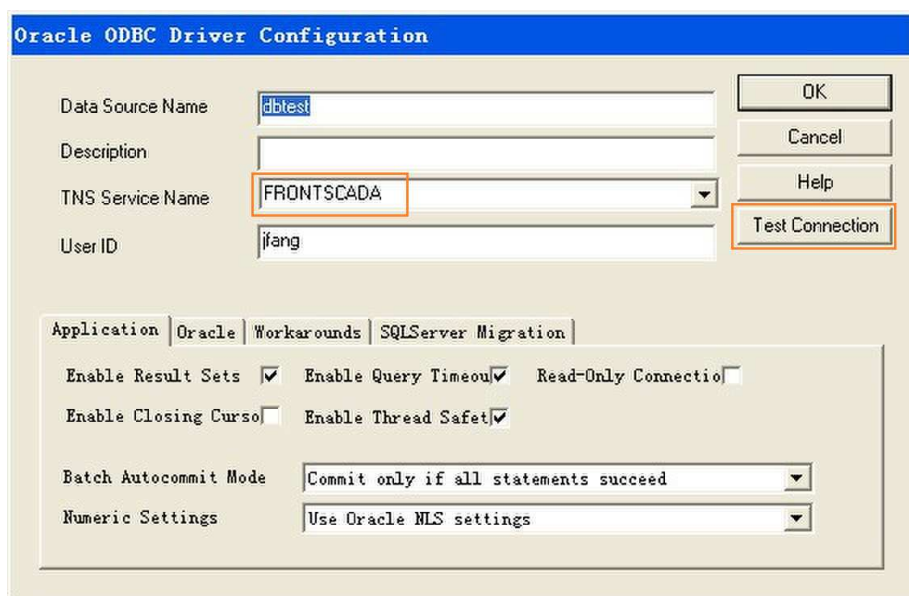 Oracle ODBC Driver Configuration
Data Source Name dbtest OK
Description Cancel
TNS Service Name FRONTSCADA Help
User ID jfang Test Connection
Application Oracle Workarounds SQLServer Migration
Enable Result Sets Enable Query Timeou Read-Only Connectio
Enable Closing Curso Enable Thread Safet
Batch Autocommit Mode Commit only if all statements succeed
Numeric Settings Use Oracle NLS settings